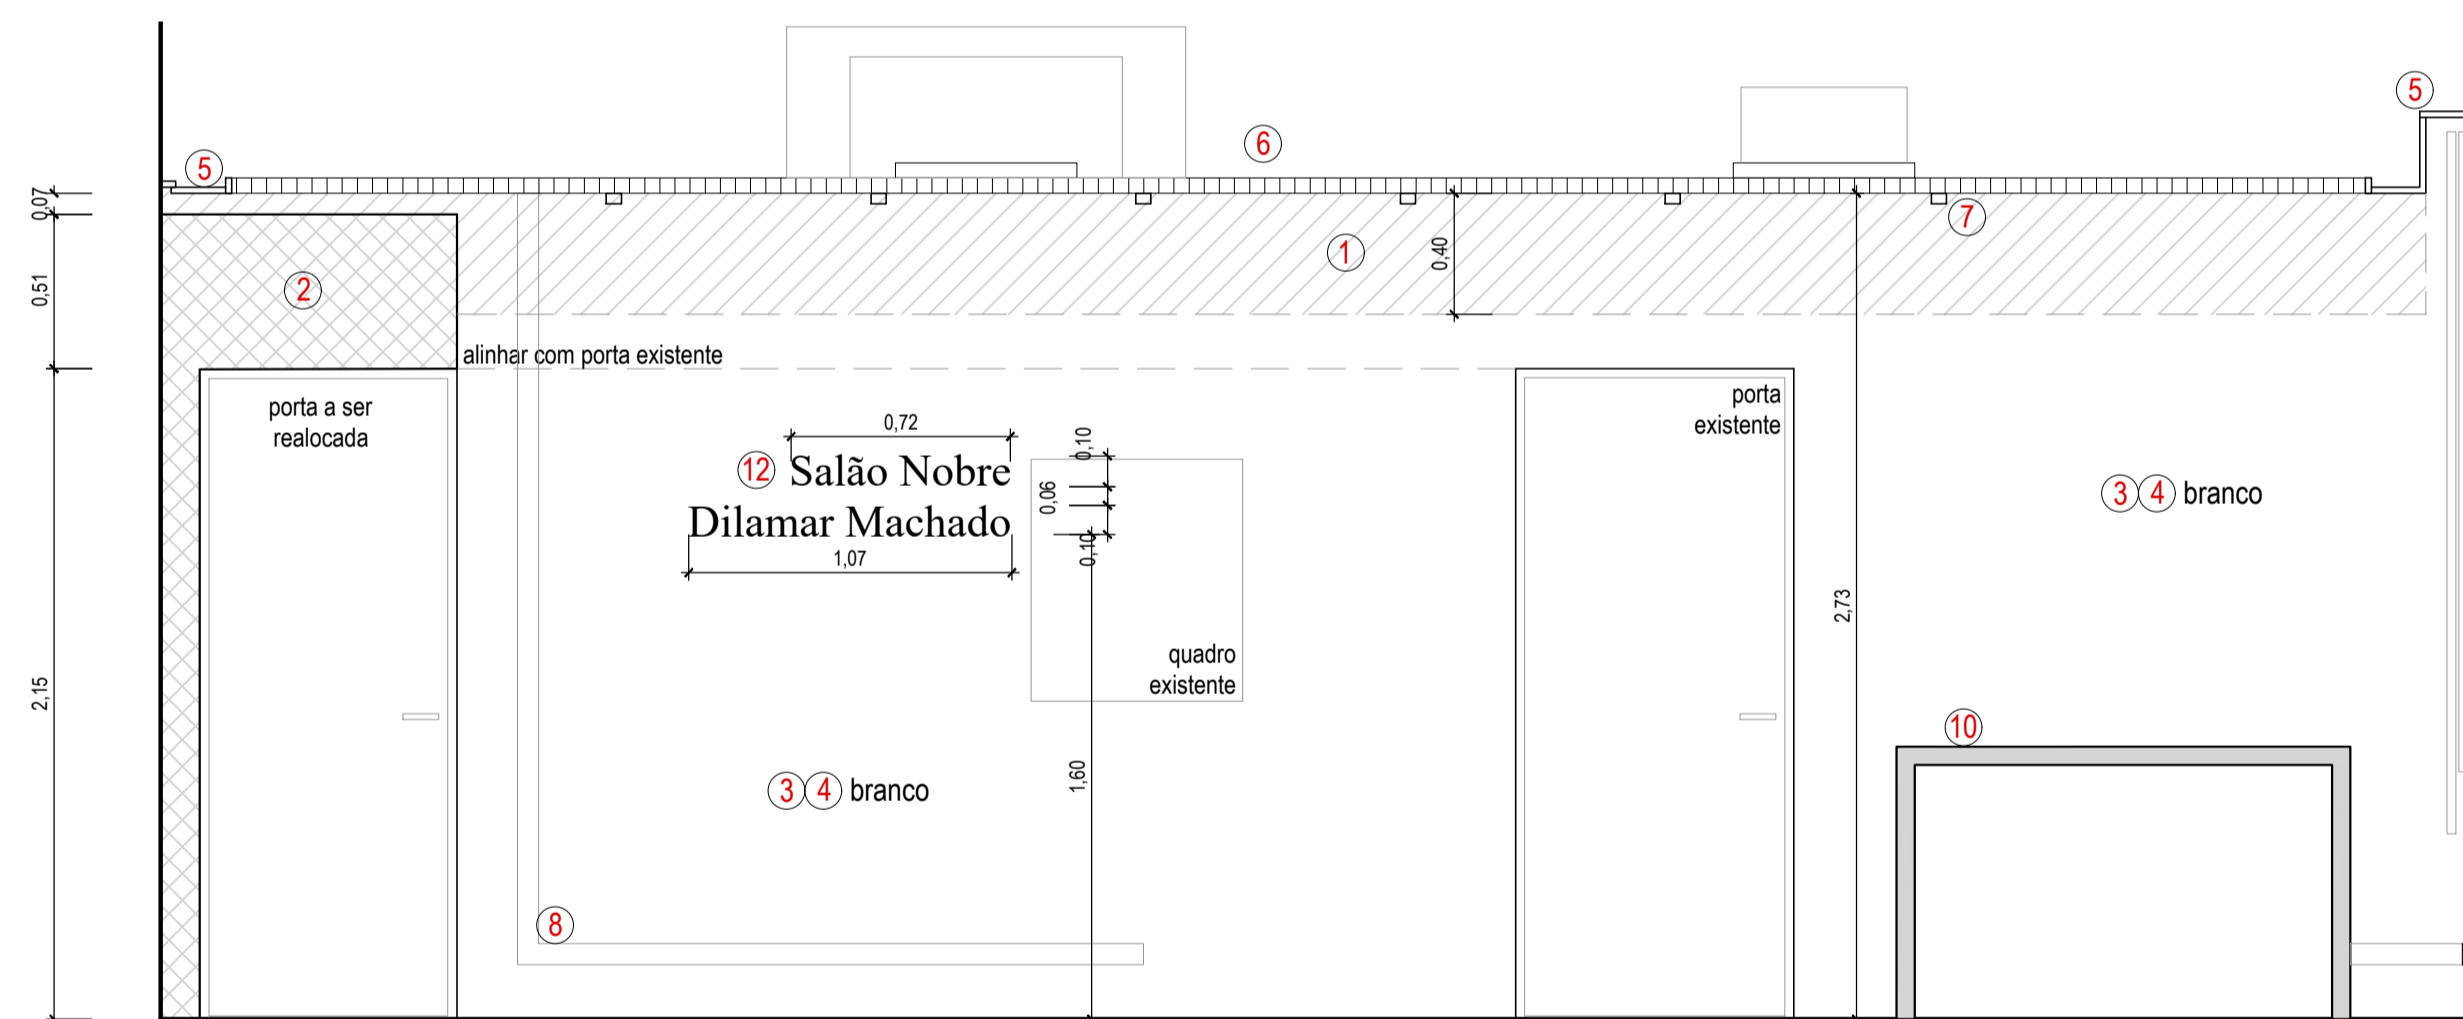 5
6
5
0,07
7
1
0,40
2
0,51
alinhar com porta existente
porta a ser
realocada
porta
existente
0,72
0,10
12 Salão Nobre
0,06
Dilamar Machado
0,10
1,07
3 4 branco
2,73
quadro
existente
2,15
10
1,60
3 4 branco
8